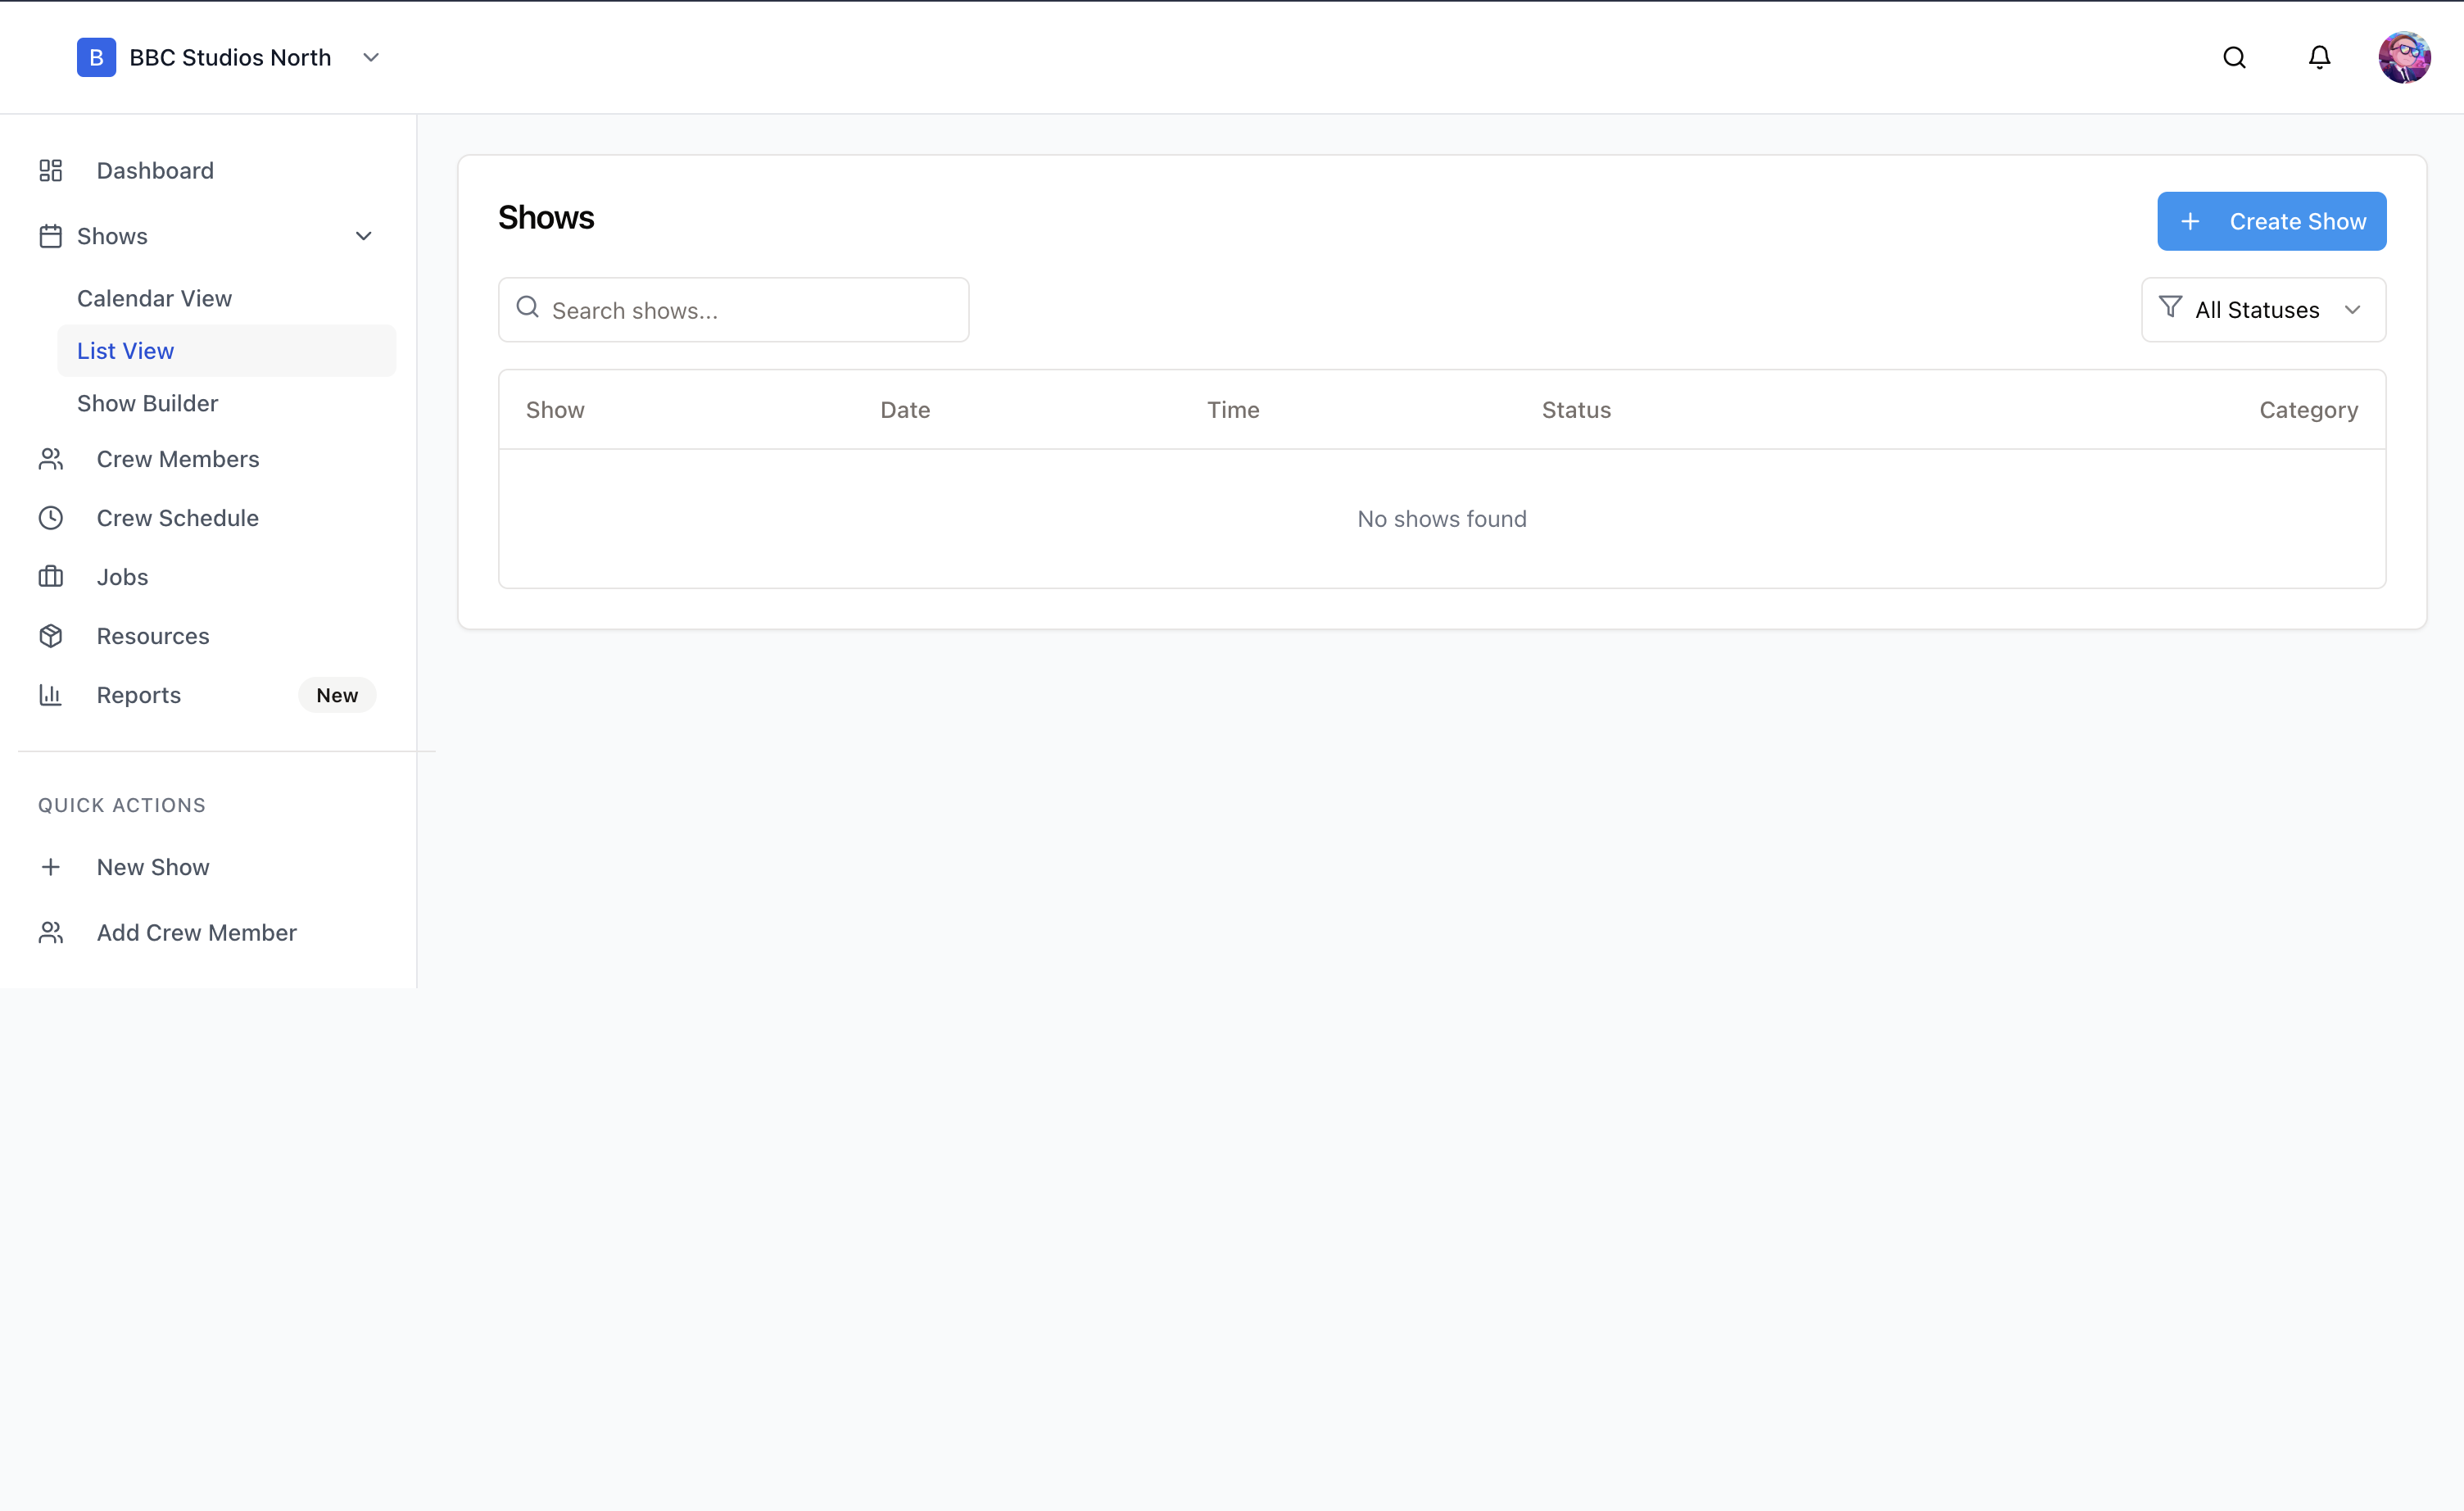 B BBC Studios North
Dashboard
Shows
Calendar View
List View
Show Builder
Crew Members
Crew Schedule
Jobs
Resources
Reports New
QUICK ACTIONS
New Show
Add Crew Member
Shows
Create Show
Search shows...
All Statuses
Show Date Time Status Category
No shows found